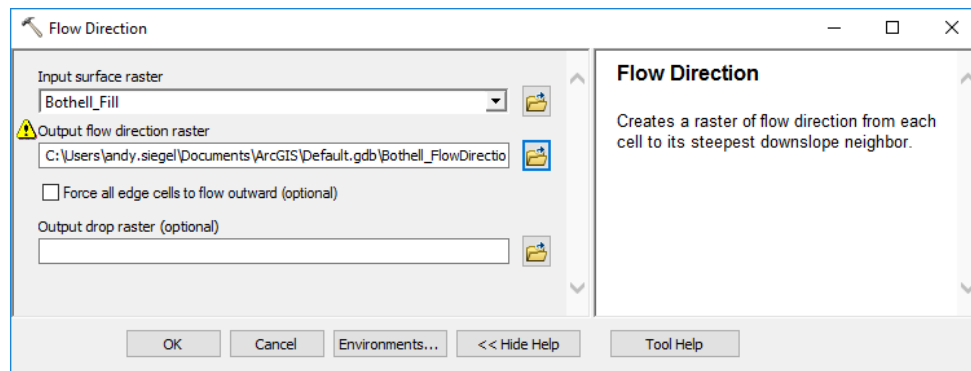 Flow Direction
Input surface raster
Bothell_Fill
Output flow direction raster
C:\Users\andy.siegel\Documents\ArcGIS\Default.gdb\Bothell_FlowDirectio
Force all edge cells to flow outward (optional)
Output drop raster (optional)
OK
Cancel
Environments...
<< Hide Help
Flow Direction
Creates a raster of flow direction from each
cell to its steepest downslope neighbor.
Tool Help